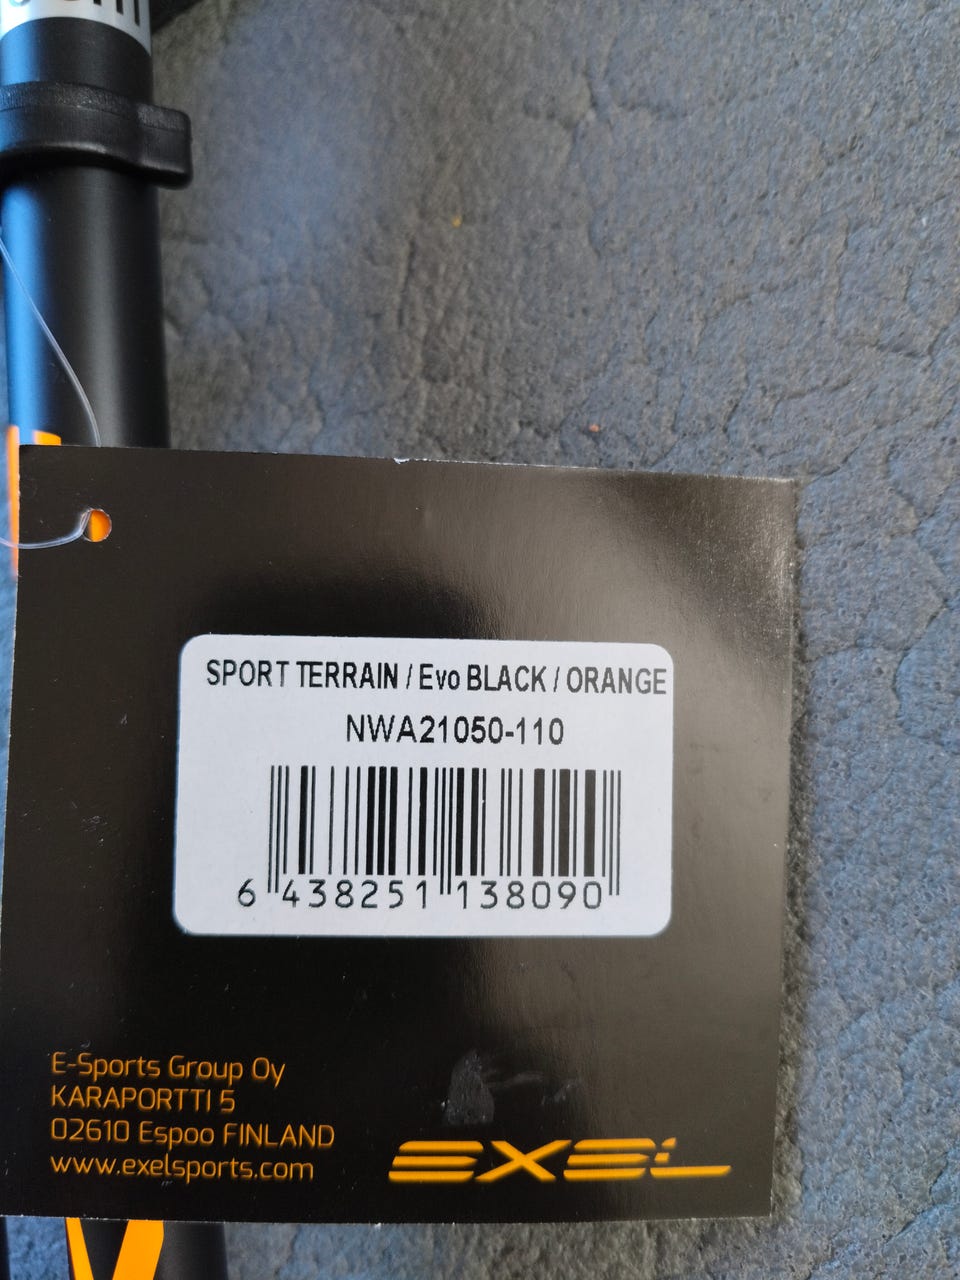 SPORT TERRAIN / Evo BLACK / ORANGE
NWA21050-110
6 438251 138090
E-Sports Group Oy
KARAPORTTI 5
02610 Espoo FINLAND
www.exelsports.com
EXEL